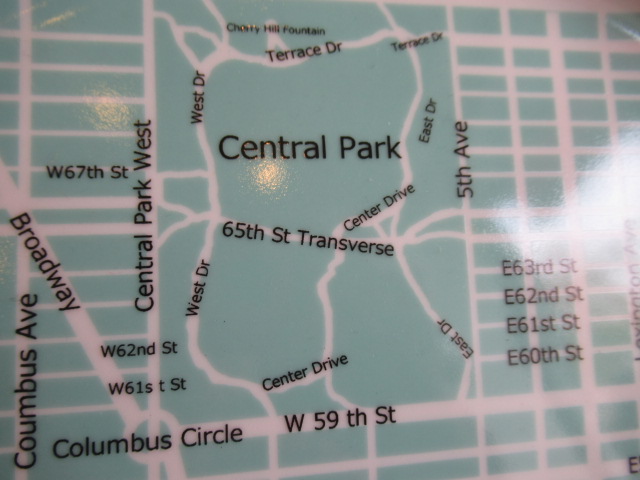 Cherry Hill Fountain
Terrace Dr
Terrace Dr
West Dr
East Dr
Central Park
5th Ave
W67th St
Central Park West
Center Drive
65th St Transverse
Broadway
West Dr
E63rd St
E62nd St
E61st St
E60th St
East Dr
Columbus Ave
W62nd St
W61st St
Center Drive
W 59 th St
Columbus Circle